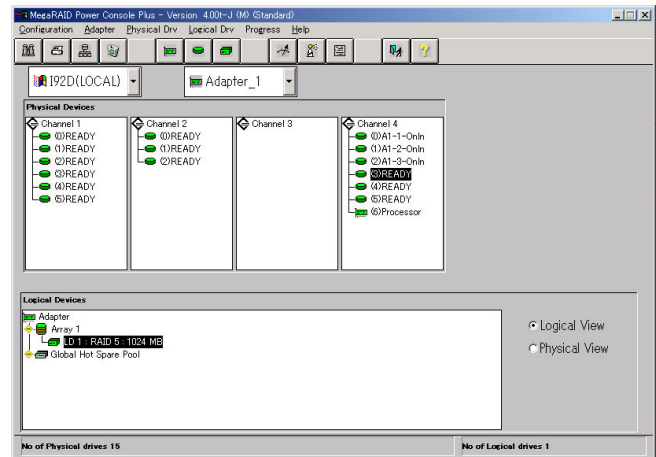 MegaRAID Power Console Plus - Version 4.00t-J (M) (Standard)
Configuration Adapter Physical Drv Logical Drv Progress Help
I92D(LOCAL) Adapter_1
Physical Devices
Channel 1
(0)READY
(1)READY
(2)READY
(3)READY
(4)READY
(5)READY
Channel 2
(0)READY
(1)READY
(2)READY
Channel 3
Channel 4
(0)A1-1-Onln
(1)A1-2-Onln
(2)A1-3-Onln
(3)READY
(4)READY
(5)READY
(6)Processor
Logical Devices
Adapter
Array 1
LD 1 : RAID 5 : 1024 MB
Global Hot Spare Pool
Logical View
Physical View
No of Physical drives 15
No of Logical drives 1